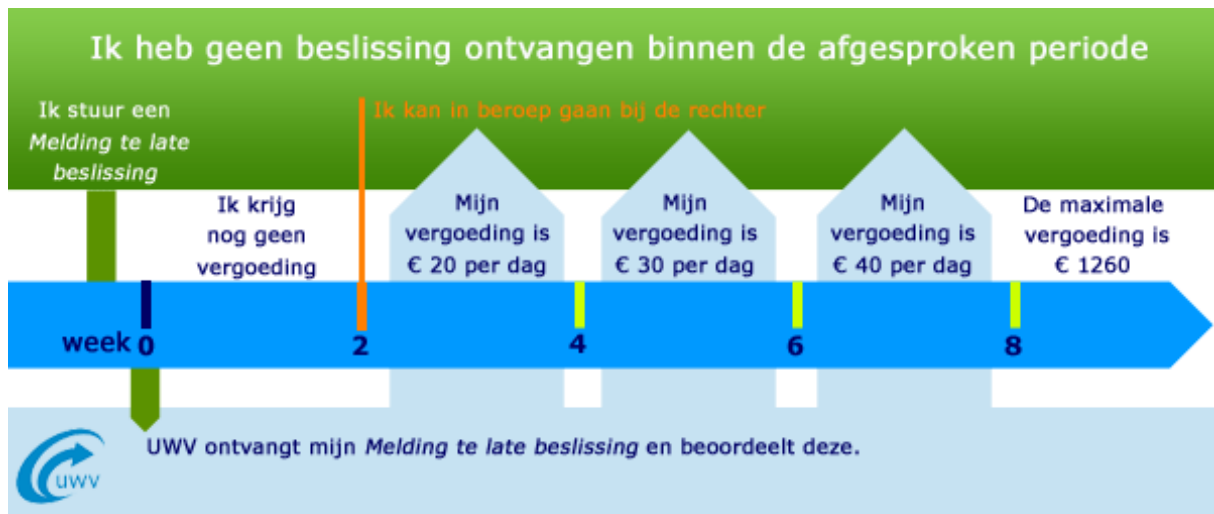 Ik heb geen beslissing ontvangen binnen de afgesproken periode
Ik stuur een
Melding te late
beslissing
Ik kan in beroep gaan bij de rechter
Ik krijg
nog geen
vergoeding
Mijn
vergoeding is
€ 20 per dag
Mijn
vergoeding is
€ 30 per dag
Mijn
vergoeding is
€ 40 per dag
De maximale
vergoeding is
€ 1260
week 0 2 4 6 8
UWV ontvangt mijn Melding te late beslissing en beoordeelt deze.
uwv